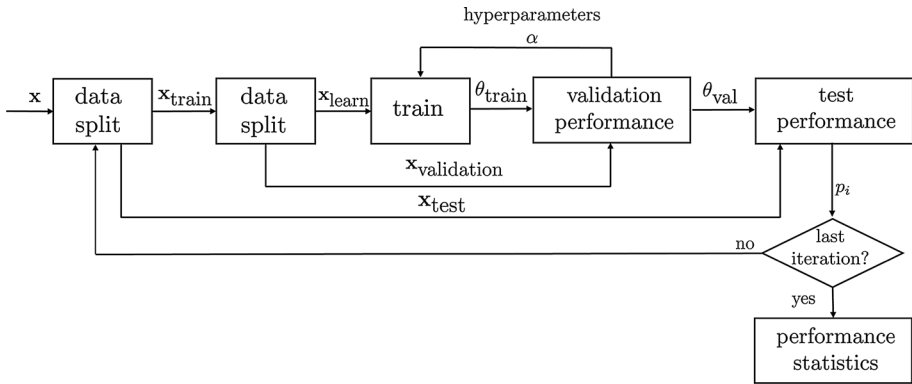 hyperparameters
α
x
data
split
x_train
data
split
x_learn
train
θ_train
validation
performance
θ_val
test
performance
x_validation
x_test
p_i
last
iteration?
no
yes
performance
statistics